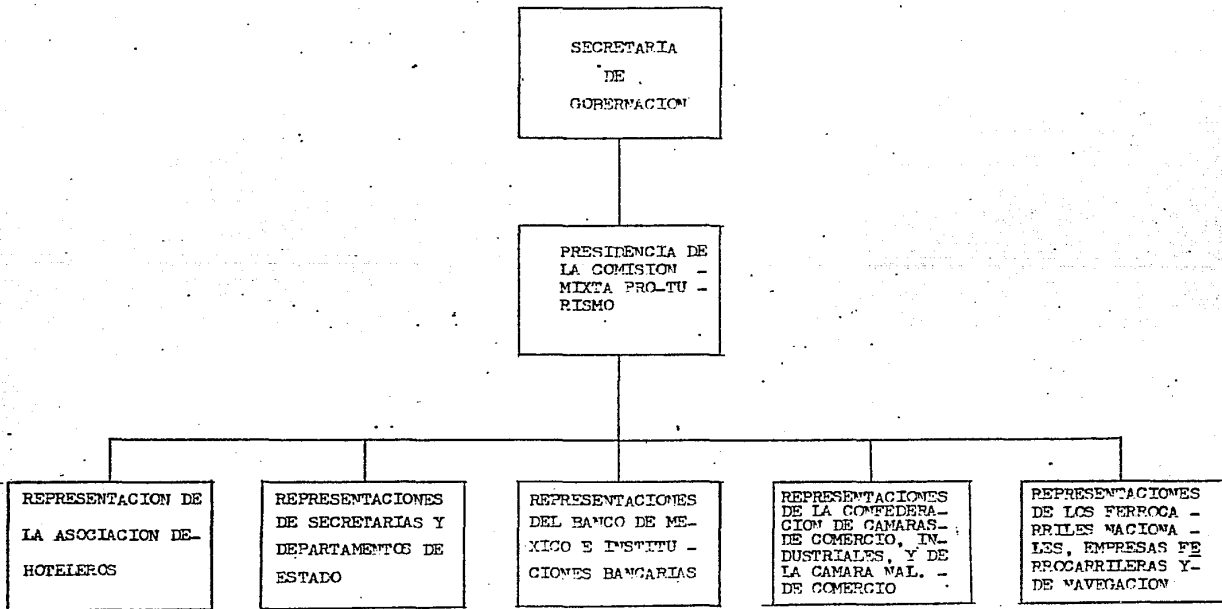 SECRETARIA
DE
GOBERNACION
PRESIDENCIA DE
LA COMISION -
MIXTA PRO-TU -
RISMO
REPRESENTACION DE
LA ASOCIACION DE-
HOTELEROS
REPRESENTACIONES
DE SECRETARIAS Y
DEPARTAMENTOS DE
ESTADO
REPRESENTACIONES
DEL BANCO DE ME-
XICO E INSTITU -
CIONES BANCARIAS
REPRESENTACIONES
DE LA CONFEDERA-
CION DE CAMARAS-
DE COMERCIO, IN-
DUSTRIALES, Y DE
LA CAMARA NAL. -
DE COMERCIO
REPRESENTACIONES
DE LOS FERROCA -
RRILES NACIONA -
LES, EMPRESAS FE
RROCARRILERAS Y-
DE NAVEGACION